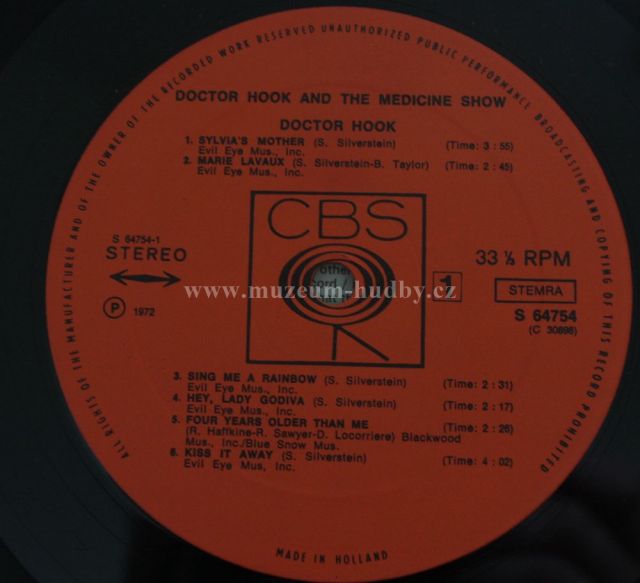 ALL RIGHTS OF THE MANUFACTURER AND OF THE OWNER OF THE RECORDED WORK RESERVED UNAUTHORIZED PUBLIC PERFORMANCE BROADCASTING AND COPYING OF THIS RECORD PROHIBITED
DOCTOR HOOK AND THE MEDICINE SHOW
DOCTOR HOOK
1. SYLVIA'S MOTHER (S. Silverstein) (Time: 3 : 55)
Evil Eye Mus., Inc.
2. MARIE LAVAUX (S. Silverstein-B. Taylor) (Time: 2 : 45)
Evil Eye Mus., Inc.
CBS
S 64754-1
STEREO
33 ⅓ RPM
other
cord
www.muzeum-hudby.cz
1
STEMRA
Ⓟ 1972
S 64754
(C 30898)
3. SING ME A RAINBOW (S. Silverstein) (Time: 2 : 31)
Evil Eye Mus., Inc.
4. HEY, LADY GODIVA (S. Silverstein) (Time: 2 : 17)
Evil Eye Mus., Inc.
5. FOUR YEARS OLDER THAN ME (Time: 2 : 26)
(R. Haffkine-R. Sawyer-D. Locorriere) Blackwood
Mus., Inc./Blue Snow Mus.
6. KISS IT AWAY (S. Silverstein) (Time: 4 : 02)
Evil Eye Mus, Inc.
MADE IN HOLLAND